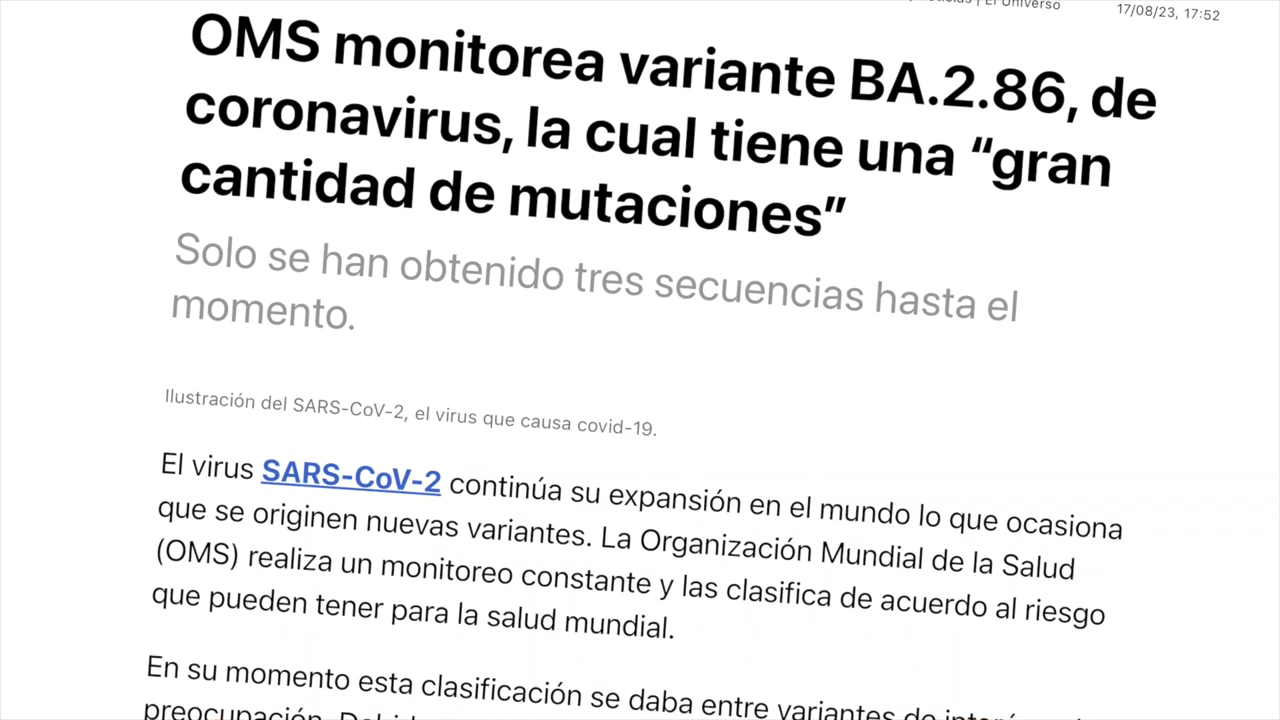 El Universo
17/08/23, 17:52
OMS monitorea variante BA.2.86, de
coronavirus, la cual tiene una “gran
cantidad de mutaciones”
Solo se han obtenido tres secuencias hasta el
momento.
Ilustración del SARS-CoV-2, el virus que causa covid-19.
El virus SARS-CoV-2 continúa su expansión en el mundo lo que ocasiona
que se originen nuevas variantes. La Organización Mundial de la Salud
(OMS) realiza un monitoreo constante y las clasifica de acuerdo al riesgo
que pueden tener para la salud mundial.
En su momento esta clasificación se daba entre variantes de
preocupación.